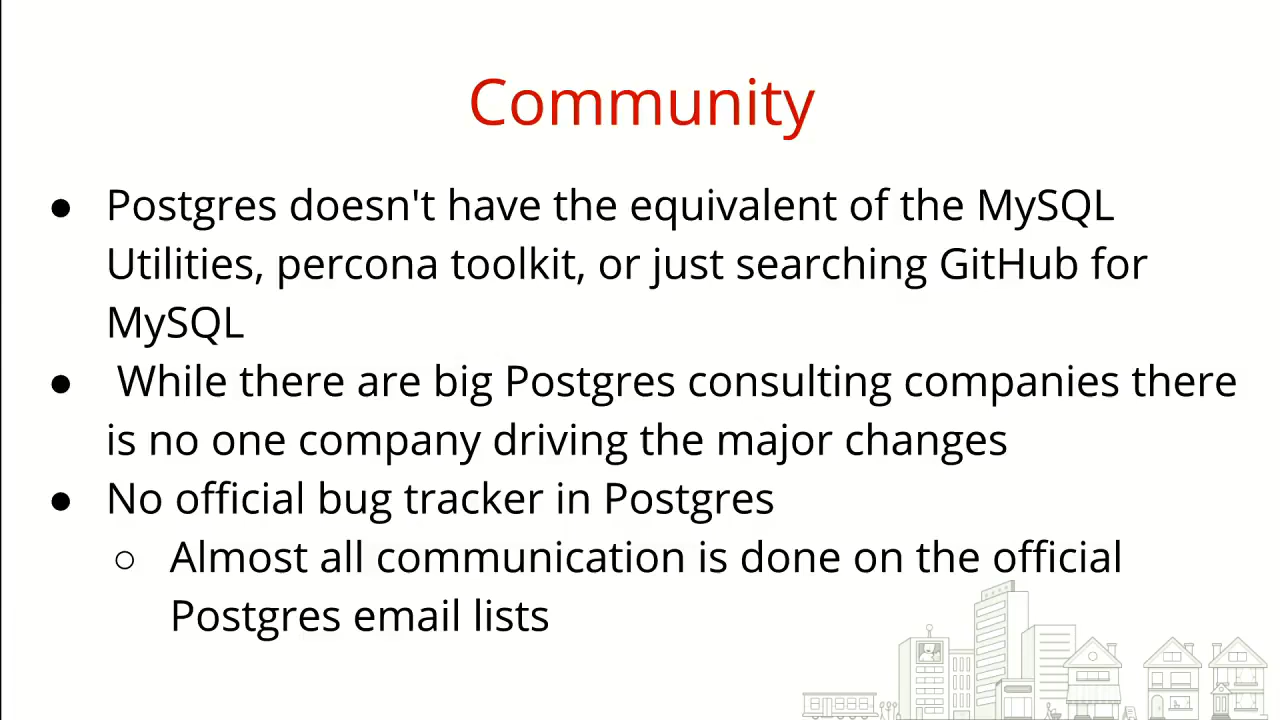 Community
● Postgres doesn't have the equivalent of the MySQL
Utilities, percona toolkit, or just searching GitHub for
MySQL
● While there are big Postgres consulting companies there
is no one company driving the major changes
● No official bug tracker in Postgres
○ Almost all communication is done on the official
Postgres email lists